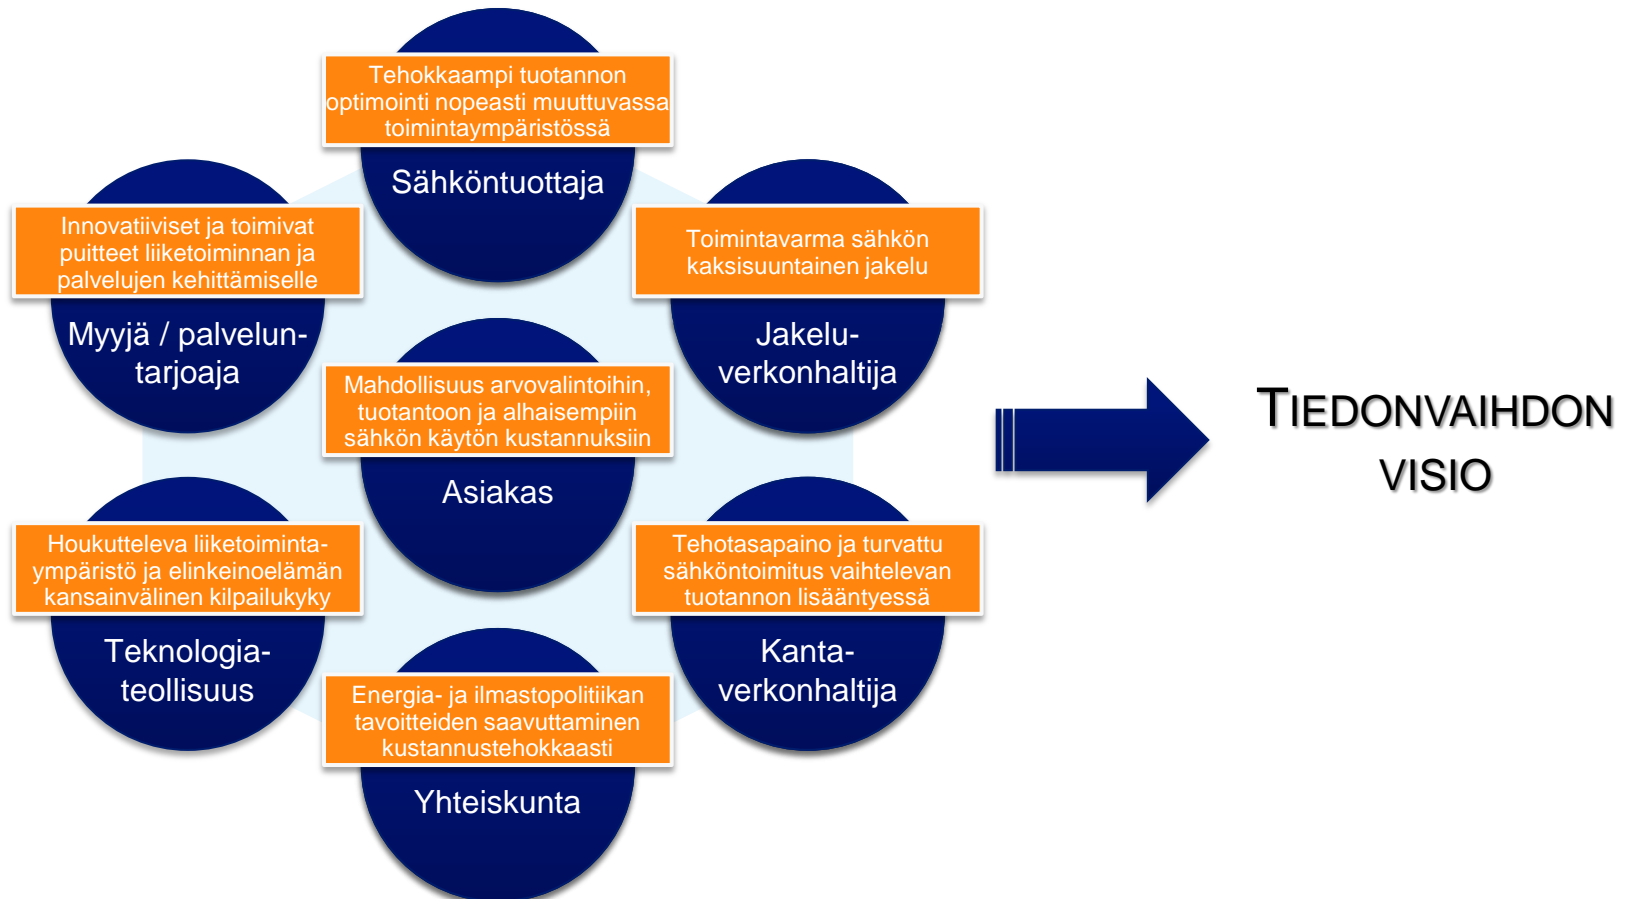 Tehokkaampi tuotannon
optimointi nopeasti muuttuvassa
toimintaympäristössä
Sähköntuottaja
Innovatiiviset ja toimivat
puitteet liiketoiminnan ja
palvelujen kehittämiselle
Myyjä / palvelun-
tarjoaja
Toimintavarma sähkön
kaksisuuntainen jakelu
Jakelu-
verkonhaltija
Mahdollisuus arvovalintoihin,
tuotantoon ja alhaisempiin
sähkön käytön kustannuksiin
Asiakas
Houkutteleva liiketoiminta-
ympäristö ja elinkeinoelämän
kansainvälinen kilpailukyky
Teknologia-
teollisuus
Tehotasapaino ja turvattu
sähköntoimitus vaihtelevan
tuotannon lisääntyessä
Kanta-
verkonhaltija
Energia- ja ilmastopolitiikan
tavoitteiden saavuttaminen
kustannustehokkaasti
Yhteiskunta
TIEDONVAIHDON
VISIO